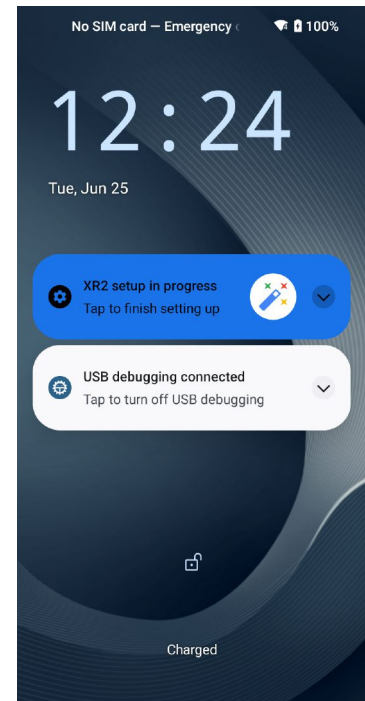 No SIM card — Emergency
100%
12:24
Tue, Jun 25
XR2 setup in progress
Tap to finish setting up
USB debugging connected
Tap to turn off USB debugging
Charged